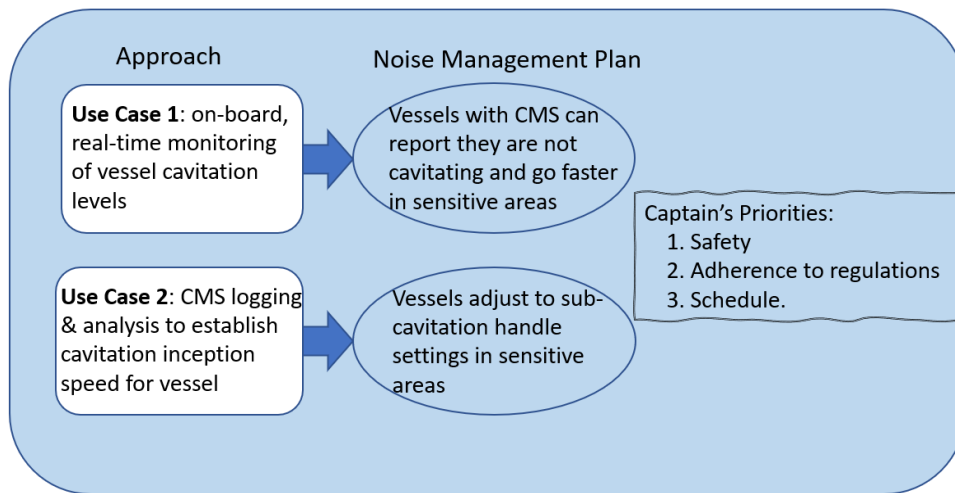 Approach
Noise Management Plan
Use Case 1: on-board,
real-time monitoring
of vessel cavitation
levels
Vessels with CMS can
report they are not
cavitating and go faster
in sensitive areas
Use Case 2: CMS logging
& analysis to establish
cavitation inception
speed for vessel
Vessels adjust to sub-
cavitation handle
settings in sensitive
areas
Captain's Priorities:
1. Safety
2. Adherence to regulations
3. Schedule.